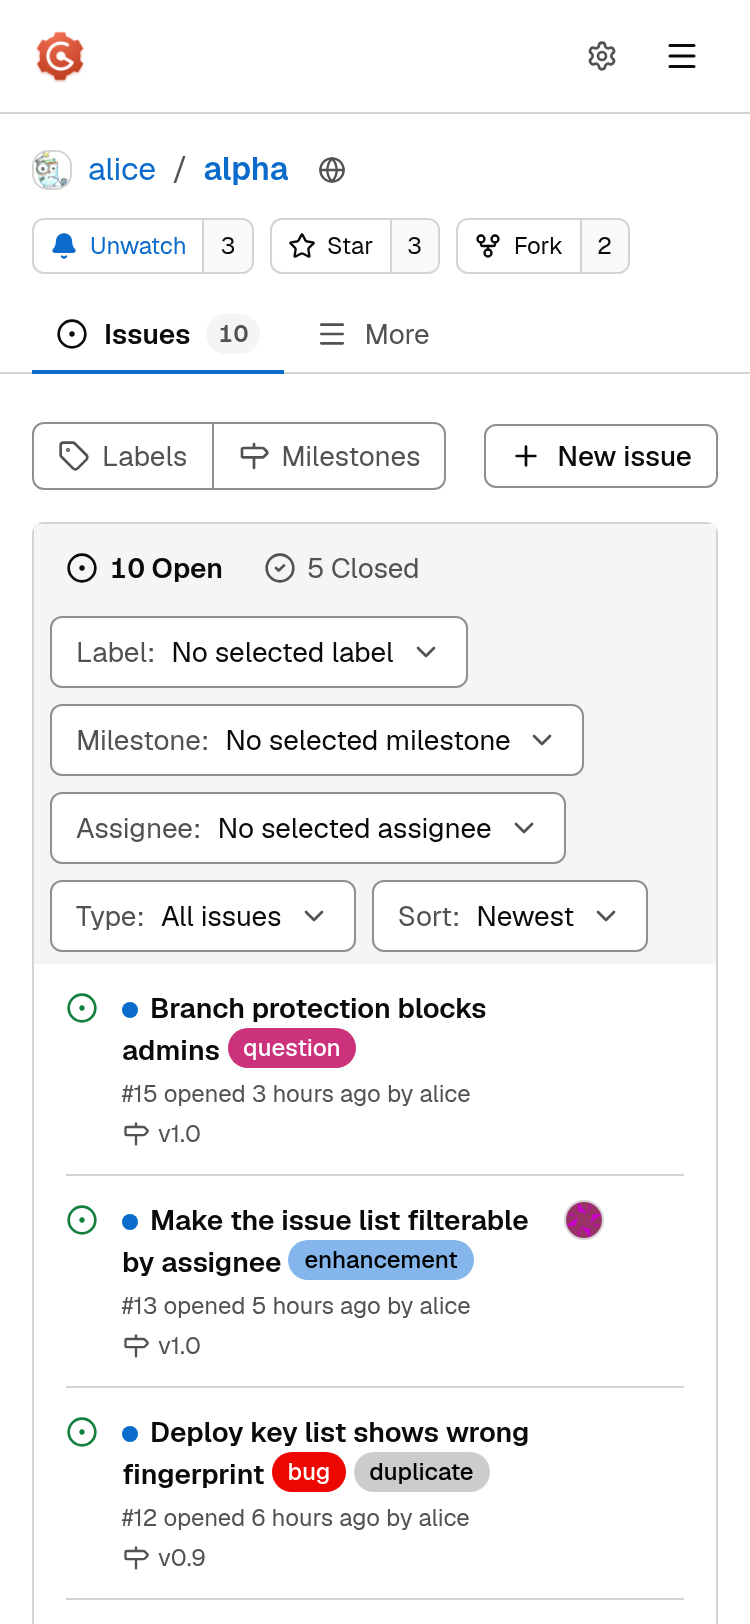 alice / alpha
Unwatch 3 Star 3 Fork 2
Issues 10 More
Labels Milestones New issue
10 Open 5 Closed
Label: No selected label
Milestone: No selected milestone
Assignee: No selected assignee
Type: All issues Sort: Newest
Branch protection blocks
admins question
#15 opened 3 hours ago by alice
v1.0
Make the issue list filterable
by assignee enhancement
#13 opened 5 hours ago by alice
v1.0
Deploy key list shows wrong
fingerprint bug duplicate
#12 opened 6 hours ago by alice
v0.9